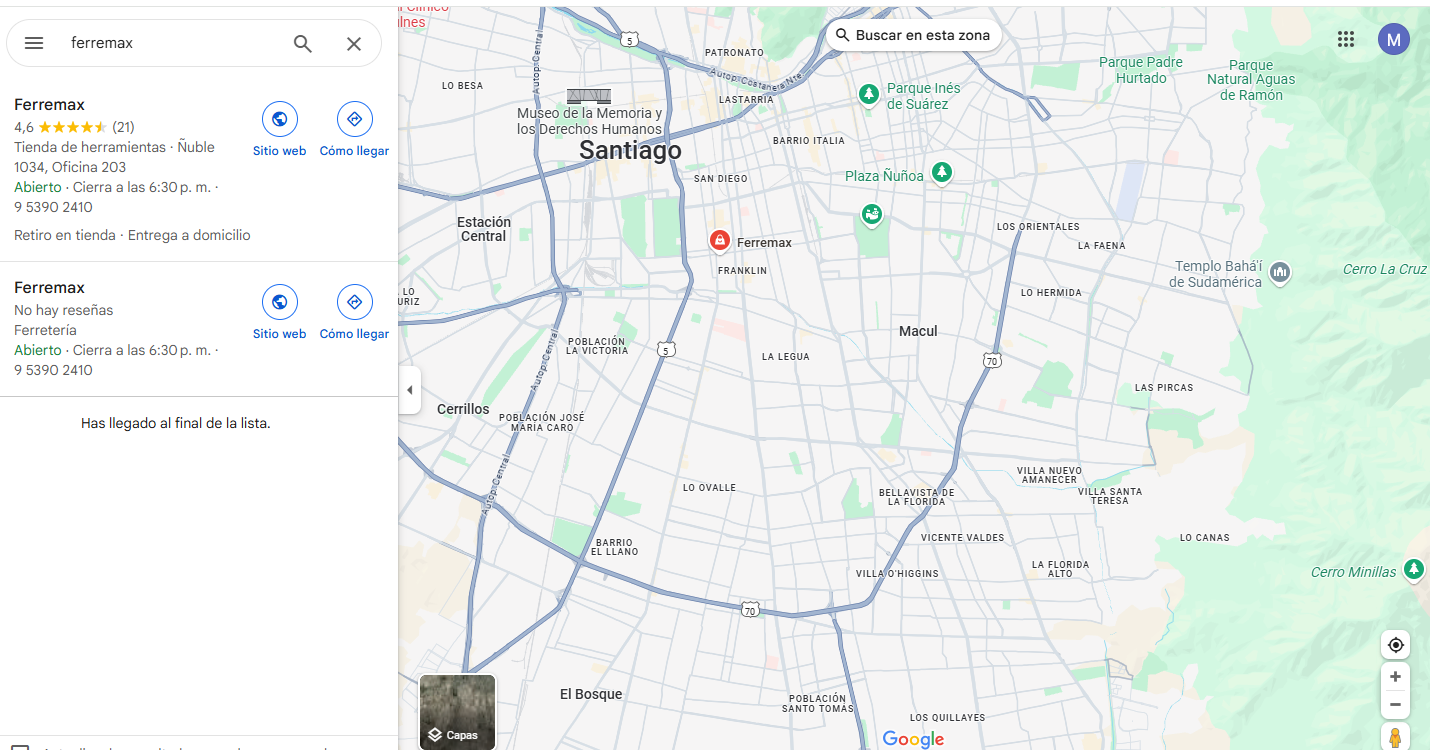 ferremax
Ferremax
4,6 (21)
Tienda de herramientas · Ñuble
1034, Oficina 203
Abierto · Cierra a las 6:30 p. m. ·
9 5390 2410
Retiro en tienda · Entrega a domicilio
Sitio web
Cómo llegar
Ferremax
No hay reseñas
Ferretería
Abierto · Cierra a las 6:30 p. m. ·
9 5390 2410
Sitio web
Cómo llegar
Has llegado al final de la lista.
Buscar en esta zona
M
5
PATRONATO
Autop. Central
Autop. Costanera Nte
LO BESA
LASTARRIA
Museo de la Memoria y
los Derechos Humanos
Santiago
Parque Inés
de Suárez
Parque Padre
Hurtado
Parque
Natural Aguas
de Ramón
BARRIO ITALIA
SAN DIEGO
Plaza Ñuñoa
Estación
Central
Ferremax
FRANKLIN
LOS ORIENTALES
LA FAENA
Templo Bahá'í
de Sudamérica
Cerro La Cruz
LO HERMIDA
LO
Macul
POBLACIÓN
LA VICTORIA
5
LA LEGUA
70
Autop. Central
LAS PIRCAS
Cerrillos
POBLACIÓN JOSÉ
MARIA CARO
Autop. Central
LO OVALLE
VILLA NUEVO
AMANECER
BELLAVISTA DE
LA FLORIDA
VILLA SANTA
TERESA
BARRIO
EL LLANO
VICENTE VALDES
LO CANAS
LA FLORIDA
ALTO
VILLA O'HIGGINS
Cerro Minillas
70
El Bosque
POBLACIÓN
SANTO TOMÁS
LOS QUILLAYES
Capas
Google